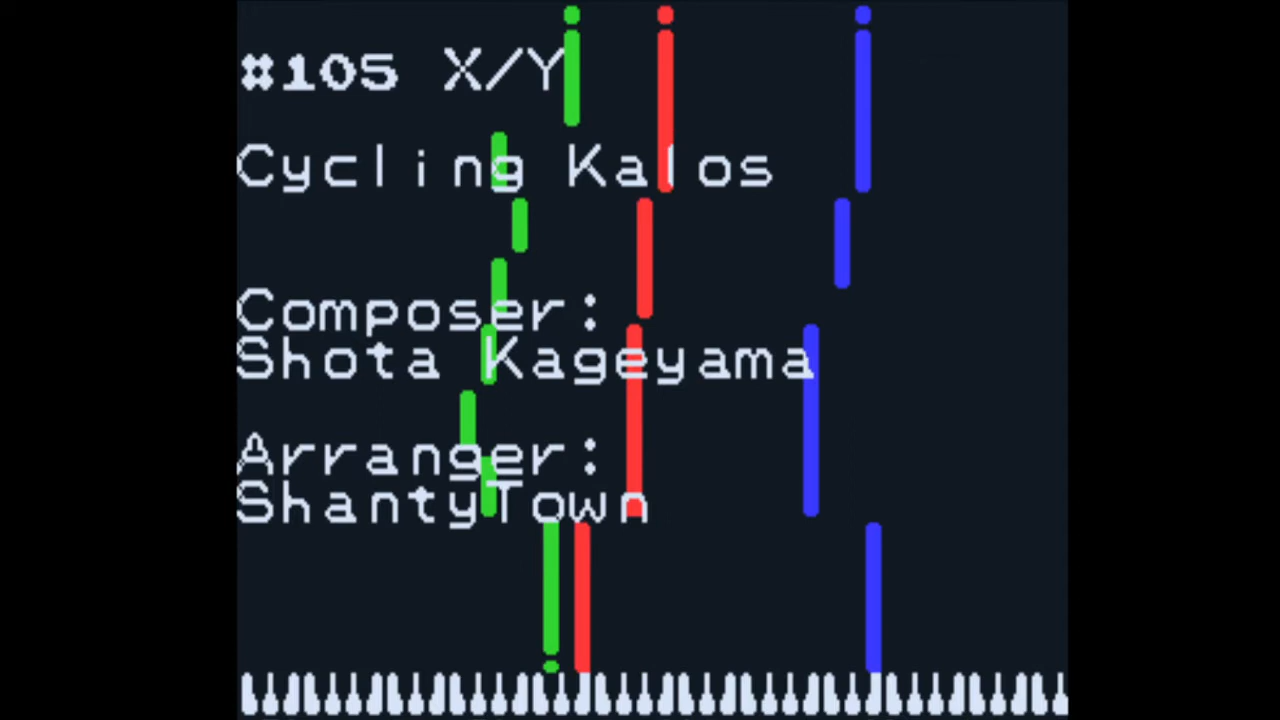 #105 X/Y
Cycling Kalos
Composer:
Shota Kageyama
Arranger:
ShantyTown